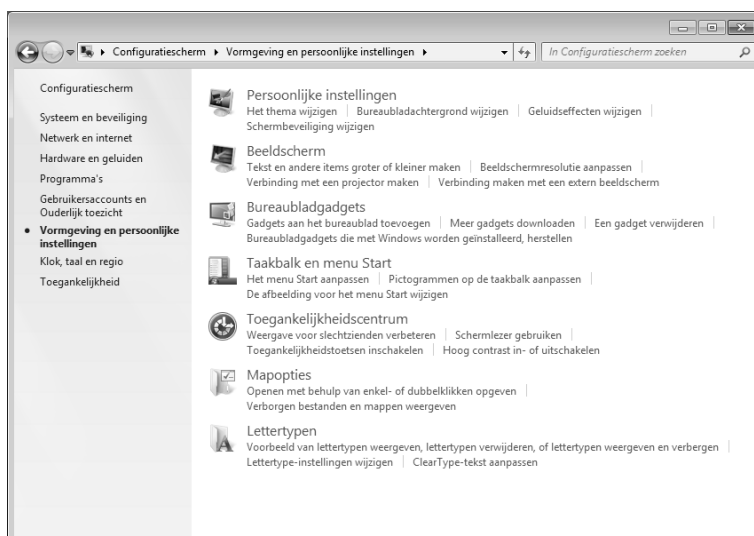 Configuratiescherm ▸ Vormgeving en persoonlijke instellingen ▸
In Configuratiescherm zoeken
Configuratiescherm
Systeem en beveiliging
Netwerk en internet
Hardware en geluiden
Programma's
Gebruikersaccounts en
Ouderlijk toezicht
Vormgeving en persoonlijke
instellingen
Klok, taal en regio
Toegankelijkheid
Persoonlijke instellingen
Het thema wijzigen | Bureaubladachtergrond wijzigen | Geluidseffecten wijzigen |
Schermbeveiliging wijzigen
Beeldscherm
Tekst en andere items groter of kleiner maken | Beeldschermresolutie aanpassen |
Verbinding met een projector maken | Verbinding maken met een extern beeldscherm
Bureaubladgadgets
Gadgets aan het bureaublad toevoegen | Meer gadgets downloaden | Een gadget verwijderen |
Bureaubladgadgets die met Windows worden geïnstalleerd, herstellen
Taakbalk en menu Start
Het menu Start aanpassen | Pictogrammen op de taakbalk aanpassen |
De afbeelding voor het menu Start wijzigen
Toegankelijkheidscentrum
Weergave voor slechtzienden verbeteren | Schermlezer gebruiken |
Toegankelijkheidstoetsen inschakelen | Hoog contrast in- of uitschakelen
Mapopties
Openen met behulp van enkel- of dubbelklikken opgeven |
Verborgen bestanden en mappen weergeven
Lettertypen
Voorbeeld van lettertypen weergeven, lettertypen verwijderen, of lettertypen weergeven en verbergen |
Lettertype-instellingen wijzigen | ClearType-tekst aanpassen